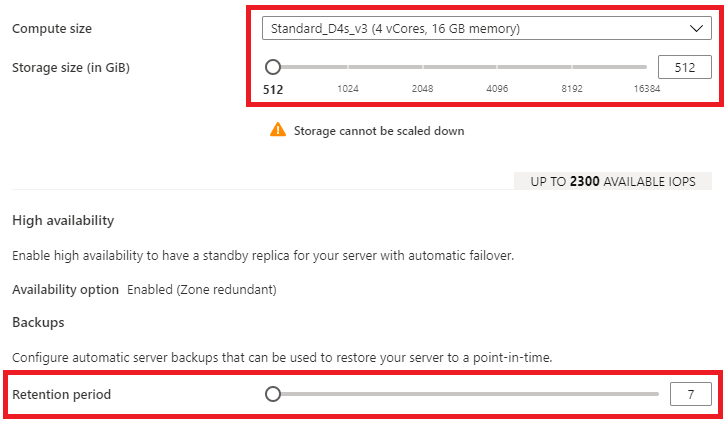 Compute size
Standard_D4s_v3 (4 vCores, 16 GB memory)
Storage size (in GiB)
512
512 1024 2048 4096 8192 16384
Storage cannot be scaled down
UP TO 2300 AVAILABLE IOPS
High availability
Enable high availability to have a standby replica for your server with automatic failover.
Availability option Enabled (Zone redundant)
Backups
Configure automatic server backups that can be used to restore your server to a point-in-time.
Retention period 7